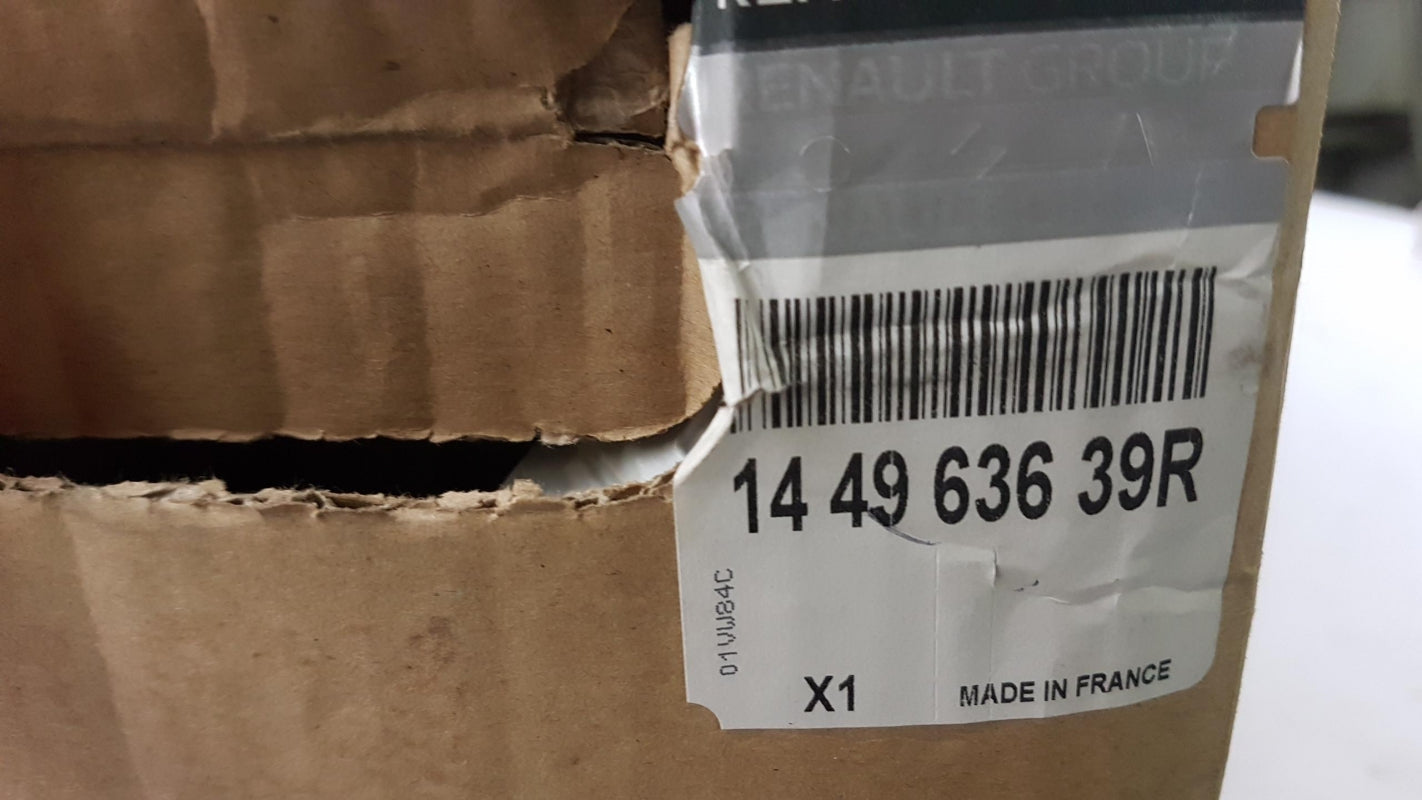 RENAULT GROUP
14 49 636 39R
01VW84C
X1
MADE IN FRANCE